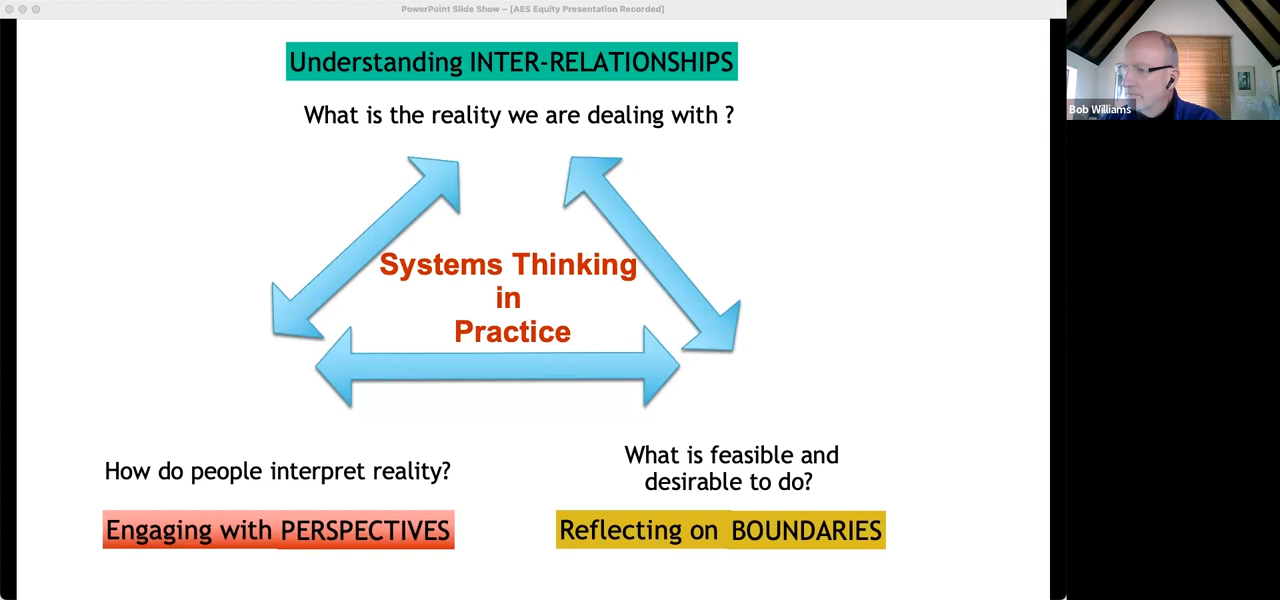 PowerPoint Slide Show – [AES Equity Presentation Recorded]
Understanding INTER-RELATIONSHIPS
What is the reality we are dealing with ?
Systems Thinking
in
Practice
How do people interpret reality?
Engaging with PERSPECTIVES
What is feasible and
desirable to do?
Reflecting on BOUNDARIES
Bob Williams